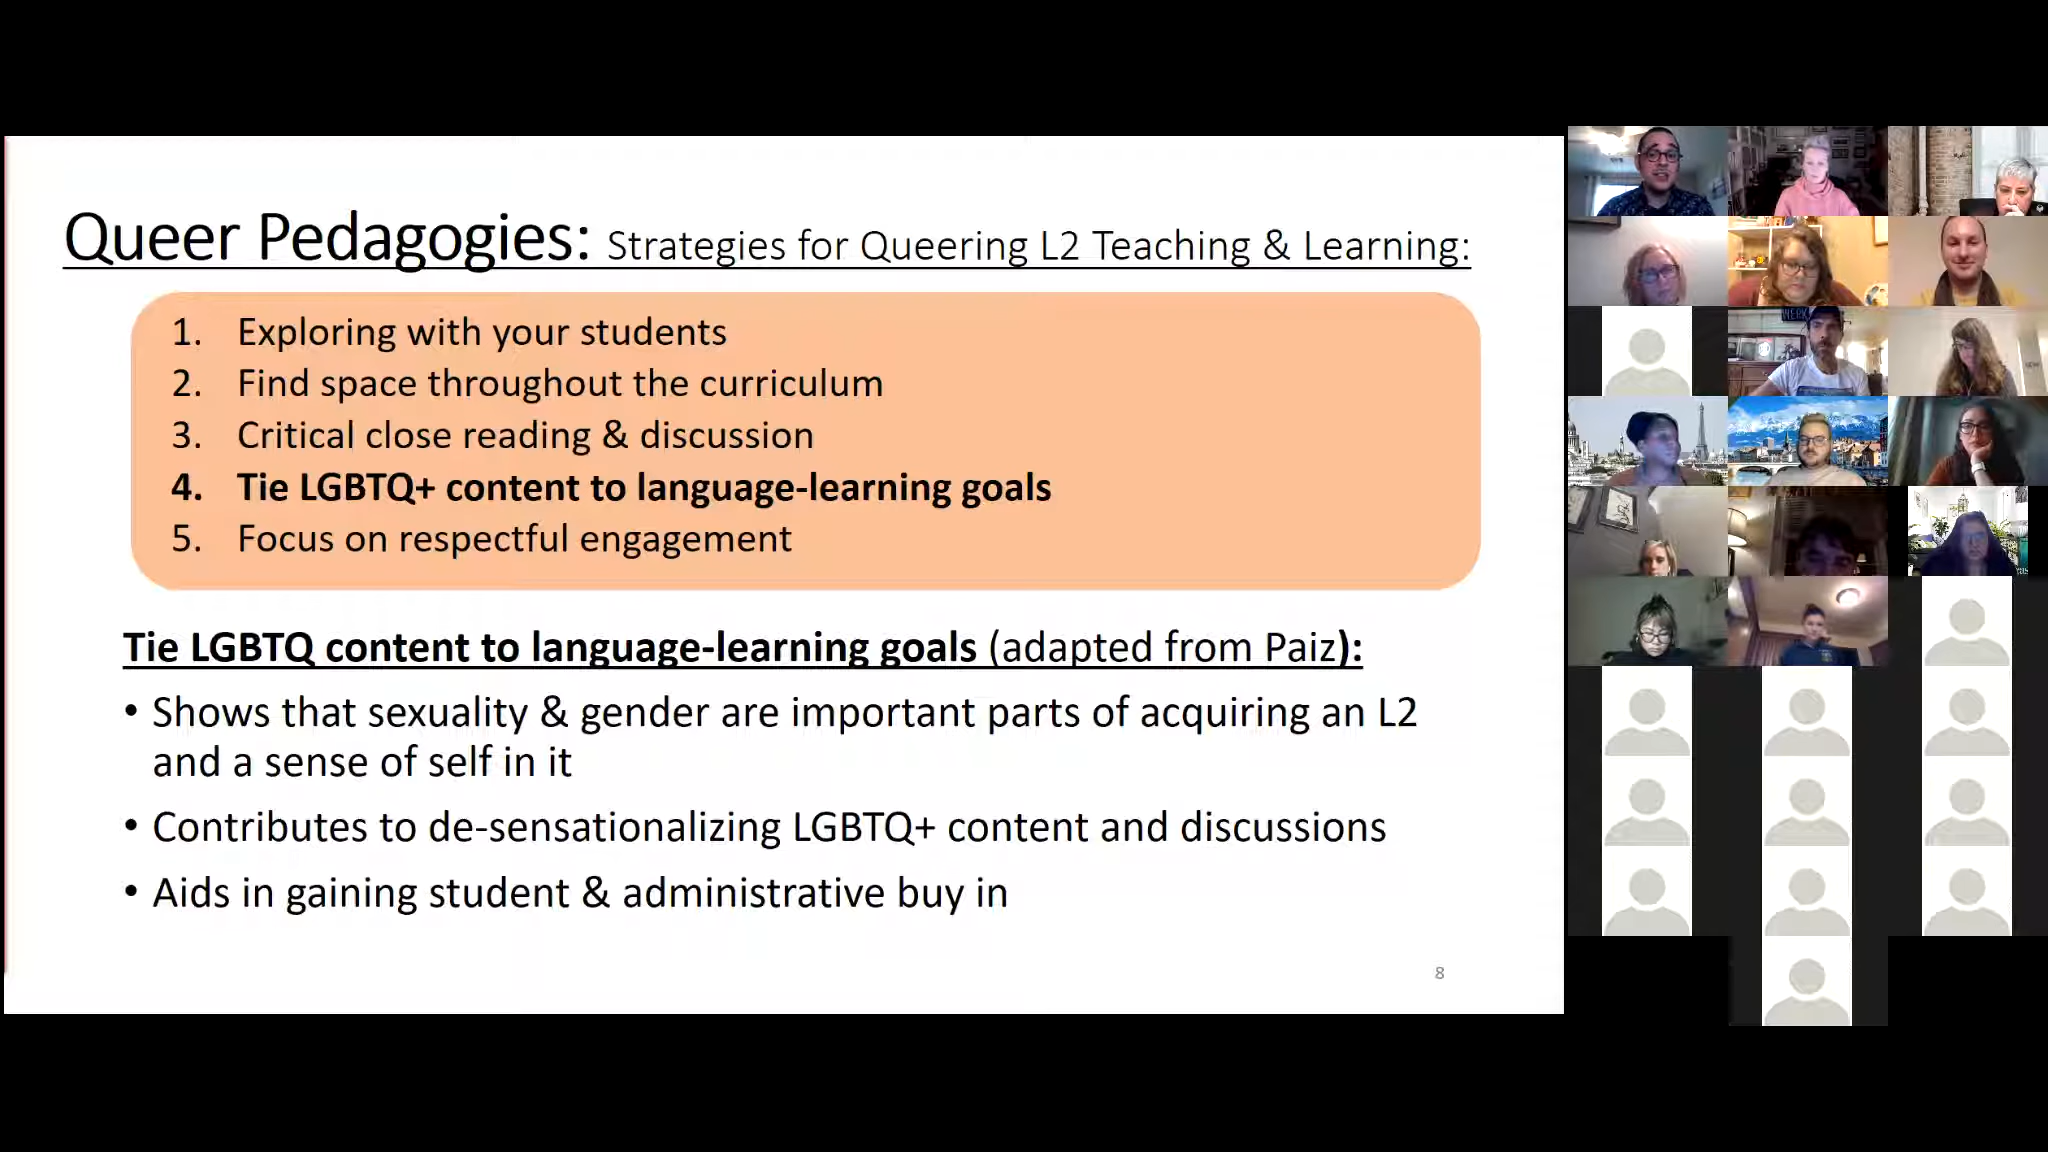 Queer Pedagogies: Strategies for Queering L2 Teaching & Learning:
1. Exploring with your students
2. Find space throughout the curriculum
3. Critical close reading & discussion
4. Tie LGBTQ+ content to language-learning goals
5. Focus on respectful engagement
Tie LGBTQ content to language-learning goals (adapted from Paiz):
• Shows that sexuality & gender are important parts of acquiring an L2
and a sense of self in it
• Contributes to de-sensationalizing LGBTQ+ content and discussions
• Aids in gaining student & administrative buy in
8